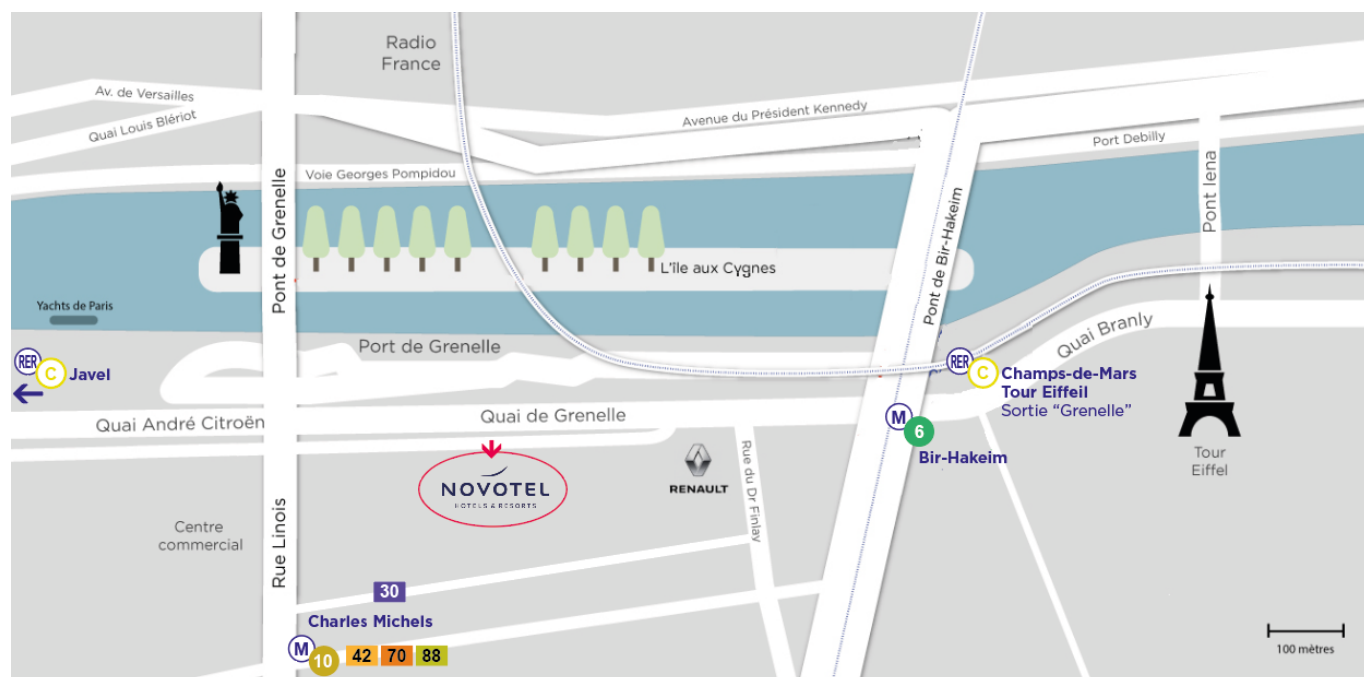 Radio
France
Av. de Versailles
Quai Louis Blériot
Avenue du Président Kennedy
Port Debilly
Voie Georges Pompidou
Pont de Grenelle
Pont de Bir-Hakeim
Pont Iena
L'île aux Cygnes
Yachts de Paris
Port de Grenelle
Quai Branly
RER
C
Javel
RER
C
Champs-de-Mars
Tour Eiffeil
Sortie "Grenelle"
Quai André Citroën
Quai de Grenelle
M
6
Bir-Hakeim
Tour
Eiffel
NOVOTEL
HOTELS & RESORTS
RENAULT
Rue du Dr Finlay
Centre
commercial
Rue Linois
30
Charles Michels
M
10
42
70
88
100 mètres